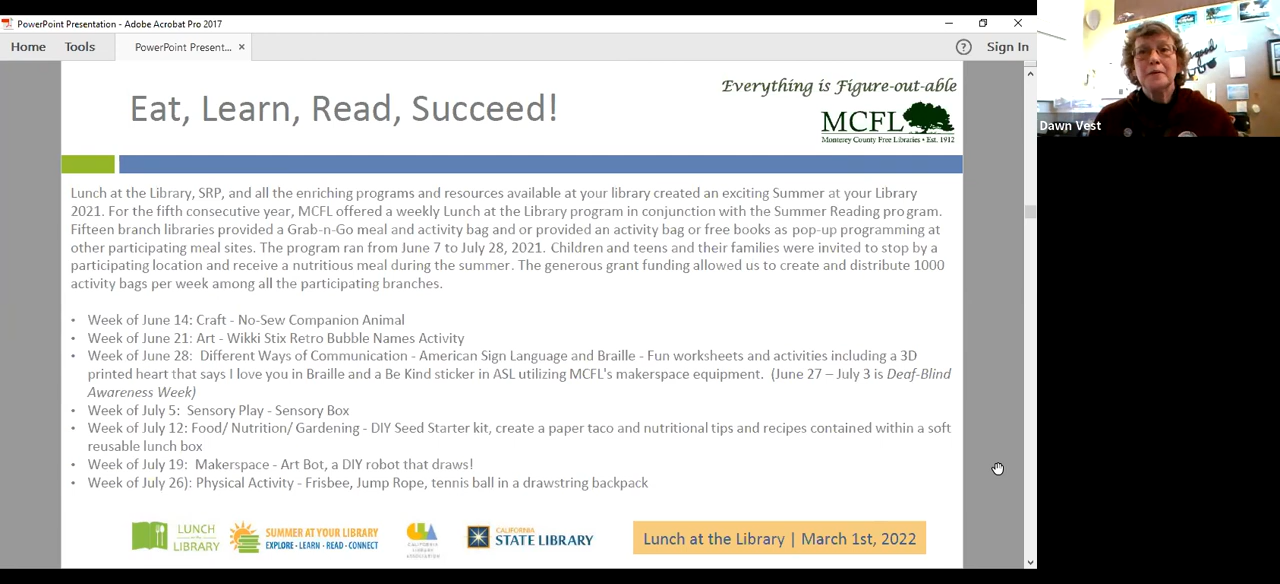 PowerPoint Presentation - Adobe Acrobat Pro 2017
Home Tools PowerPoint Present... Sign In
Everything is Figure-out-able
Eat, Learn, Read, Succeed!
MCFL
Monterey County Free Libraries • Est. 1912
Dawn Vest
Lunch at the Library, SRP, and all the enriching programs and resources available at your library created an exciting Summer at your Library
2021. For the fifth consecutive year, MCFL offered a weekly Lunch at the Library program in conjunction with the Summer Reading program.
Fifteen branch libraries provided a Grab-n-Go meal and activity bag and or provided an activity bag or free books as pop-up programming at
other participating meal sites. The program ran from June 7 to July 28, 2021. Children and teens and their families were invited to stop by a
participating location and receive a nutritious meal during the summer. The generous grant funding allowed us to create and distribute 1000
activity bags per week among all the participating branches.
• Week of June 14: Craft - No-Sew Companion Animal
• Week of June 21: Art - Wikki Stix Retro Bubble Names Activity
• Week of June 28: Different Ways of Communication - American Sign Language and Braille - Fun worksheets and activities including a 3D
printed heart that says I love you in Braille and a Be Kind sticker in ASL utilizing MCFL's makerspace equipment. (June 27 – July 3 is Deaf-Blind
Awareness Week)
• Week of July 5: Sensory Play - Sensory Box
• Week of July 12: Food/ Nutrition/ Gardening - DIY Seed Starter kit, create a paper taco and nutritional tips and recipes contained within a soft
reusable lunch box
• Week of July 19: Makerspace - Art Bot, a DIY robot that draws!
• Week of July 26): Physical Activity - Frisbee, Jump Rope, tennis ball in a drawstring backpack
LUNCH
LIBRARY
SUMMER AT YOUR LIBRARY
EXPLORE · LEARN · READ · CONNECT
CALIFORNIA
STATE LIBRARY
Lunch at the Library | March 1st, 2022